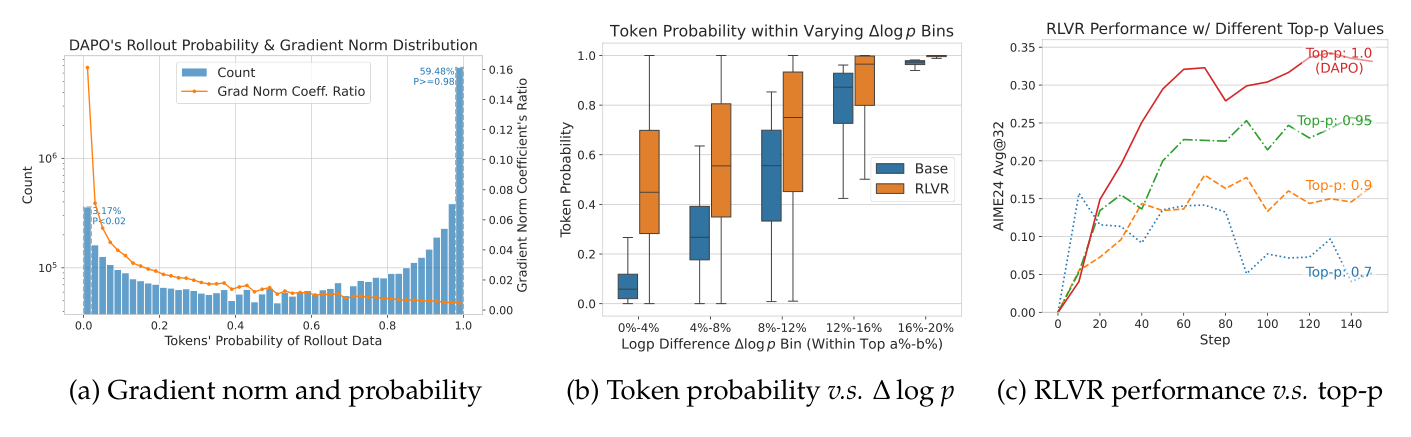 DAPO's Rollout Probability & Gradient Norm Distribution
Count
Grad Norm Coeff. Ratio
59.48%
P>=0.98
3.17%
P<0.02
10^6
10^5
Count
0.16
0.14
0.12
0.10
0.08
0.06
0.04
0.02
0.00
Gradient Norm Coefficient's Ratio
0.0 0.2 0.4 0.6 0.8 1.0
Tokens' Probability of Rollout Data
(a) Gradient norm and probability
Token Probability within Varying Δlog p Bins
1.0
0.8
0.6
0.4
0.2
0.0
Token Probability
Base
RLVR
0%-4% 4%-8% 8%-12% 12%-16% 16%-20%
Logp Difference Δlog p Bin (Within Top a%-b%)
(b) Token probability v.s. Δ log p
RLVR Performance w/ Different Top-p Values
0.35
0.30
0.25
0.20
0.15
0.10
0.05
0.00
AIME24 Avg@32
Top-p: 1.0
(DAPO)
Top-p: 0.95
Top-p: 0.9
Top-p: 0.7
0 20 40 60 80 100 120 140
Step
(c) RLVR performance v.s. top-p